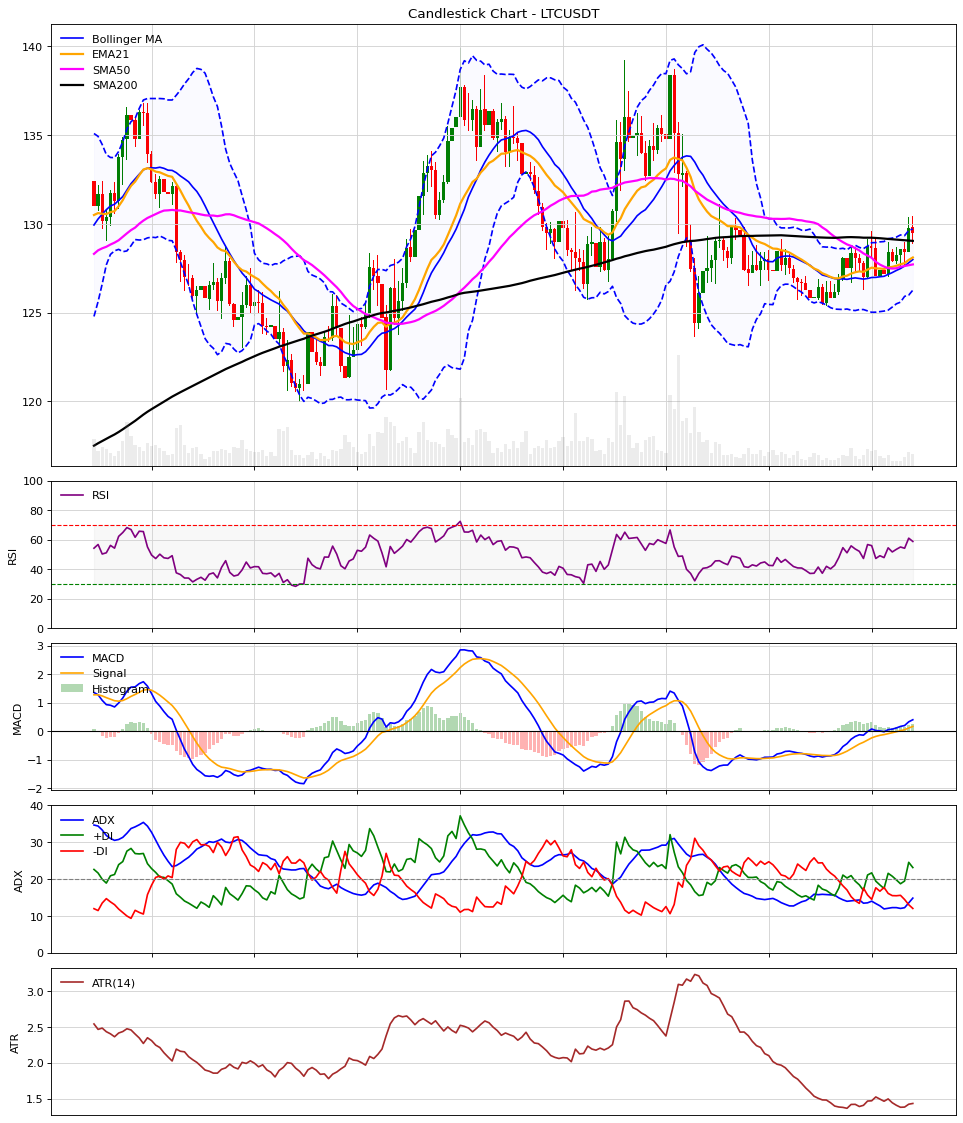 Candlestick Chart - LTCUSDT
Bollinger MA
EMA21
SMA50
SMA200
140
135
130
125
120
RSI
RSI
100
80
60
40
20
0
MACD
Signal
Histogram
MACD
3
2
1
0
−1
−2
ADX
+DI
-DI
ADX
40
30
20
10
0
ATR(14)
ATR
3.0
2.5
2.0
1.5